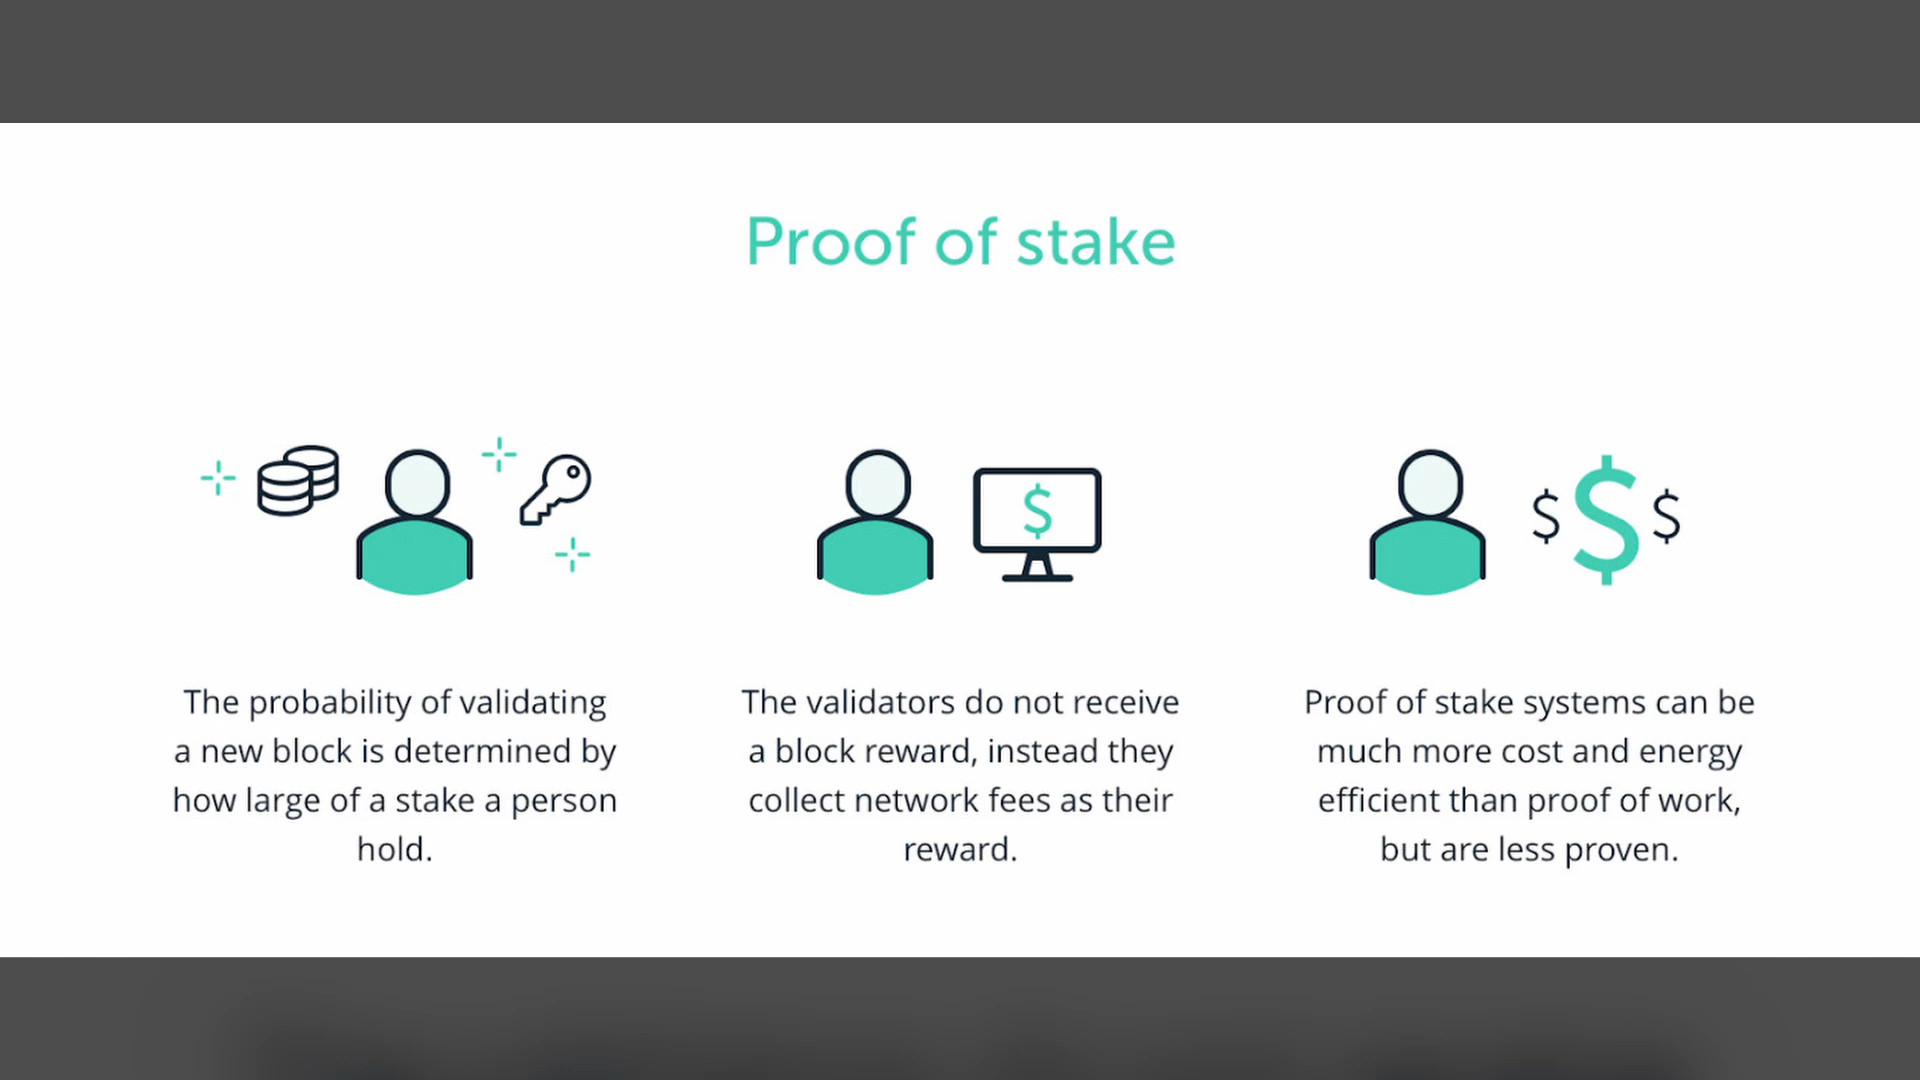 Proof of stake
The probability of validating
a new block is determined by
how large of a stake a person
hold.
The validators do not receive
a block reward, instead they
collect network fees as their
reward.
Proof of stake systems can be
much more cost and energy
efficient than proof of work,
but are less proven.